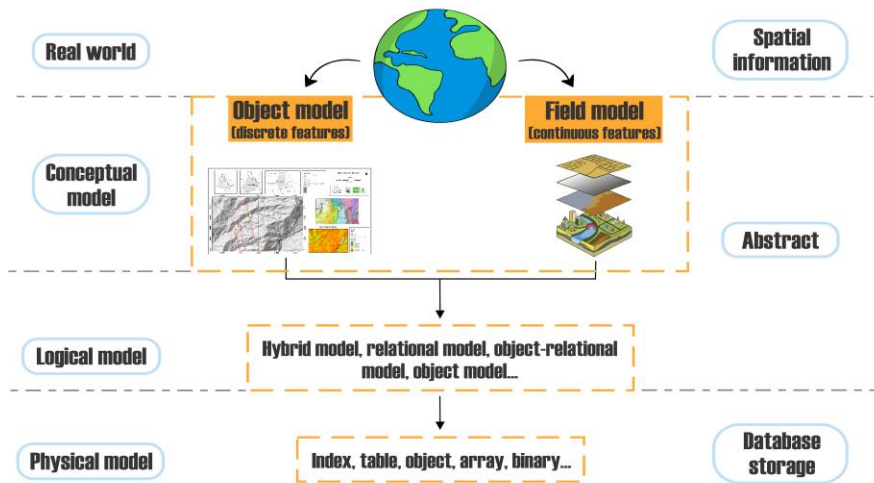 Real world
Spatial
information
Object model
(discrete features)
Field model
(continuous features)
Conceptual
model
Abstract
Logical model
Hybrid model, relational model, object-relational
model, object model...
Physical model
Index, table, object, array, binary...
Database
storage